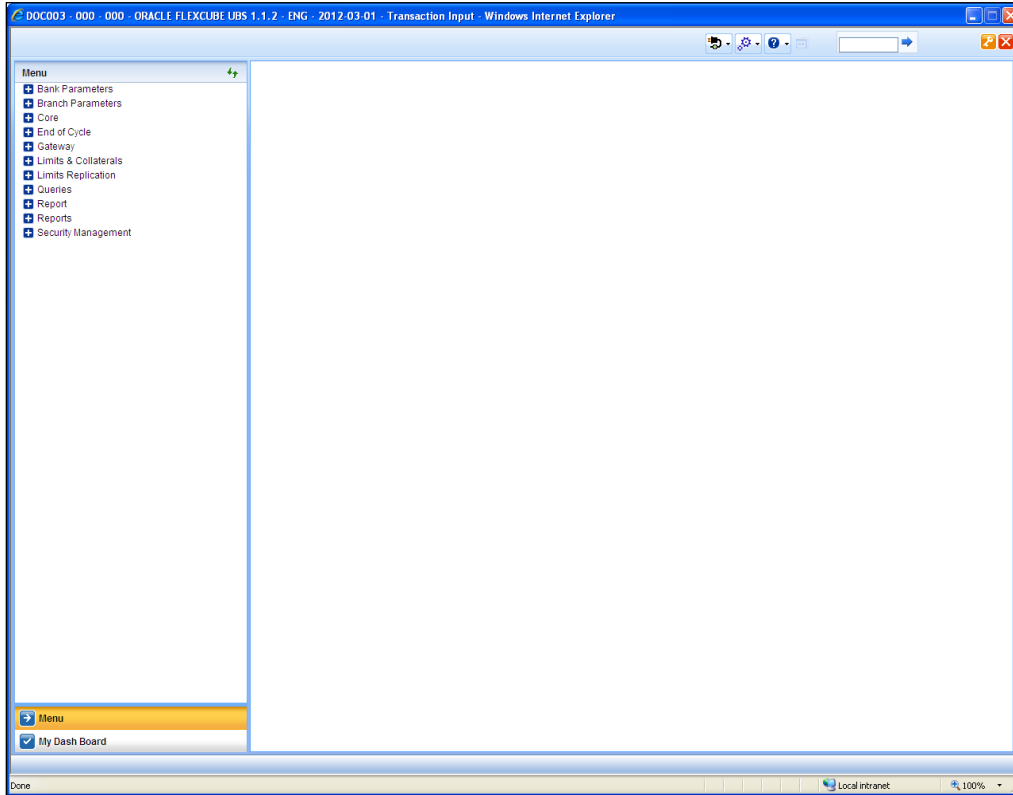 DOC003 - 000 - 000 - ORACLE FLEXCUBE UBS 1.1.2 - ENG - 2012-03-01 - Transaction Input - Windows Internet Explorer
Menu
Bank Parameters
Branch Parameters
Core
End of Cycle
Gateway
Limits & Collaterals
Limits Replication
Queries
Report
Reports
Security Management
Menu
My Dash Board
Done
Local intranet
100%